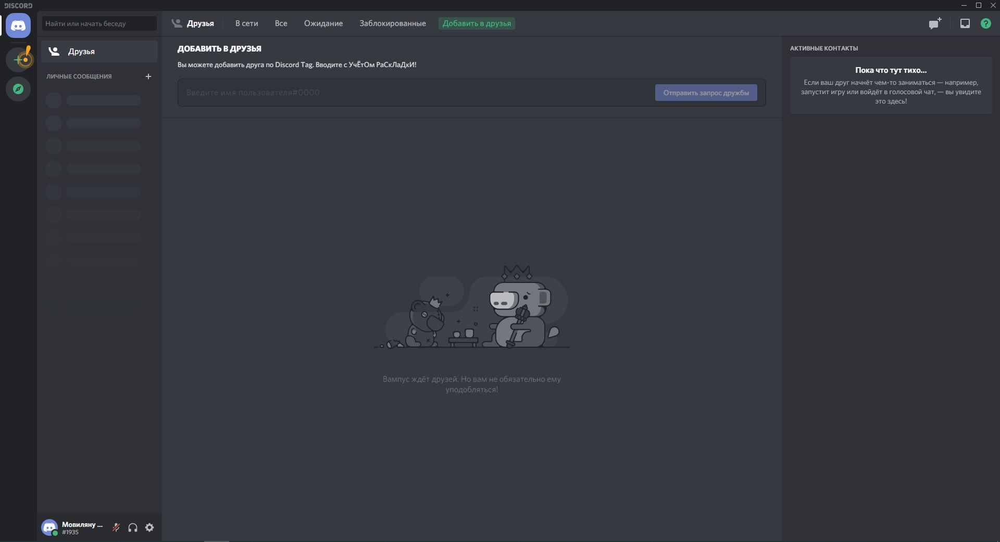 DISCORD
Найти или начать беседу
Друзья
В сети
Все
Ожидание
Заблокированные
Добавить в друзья
Друзья
ЛИЧНЫЕ СООБЩЕНИЯ
ДОБАВИТЬ В ДРУЗЬЯ
Вы можете добавить друга по Discord Tag. Вводите с УчЁтОм РаСкЛаДкИ!
Введите имя пользователя#0000
Отправить запрос дружбы
АКТИВНЫЕ КОНТАКТЫ
Пока что тут тихо...
Если ваш друг начнёт чем-то заниматься — например,
запустит игру или войдёт в голосовой чат, — вы увидите
это здесь!
Вампус ждёт друзей. Но вам не обязательно ему
уподобляться!
Мовиляну ...
#1935